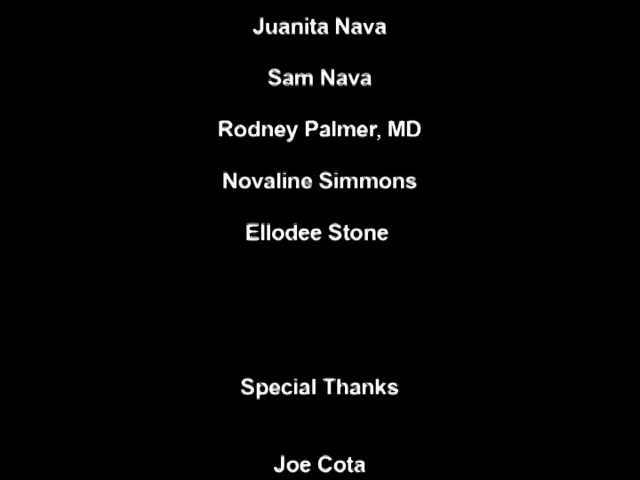 Juanita Nava
Sam Nava
Rodney Palmer, MD
Novaline Simmons
Ellodee Stone
Special Thanks
Joe Cota